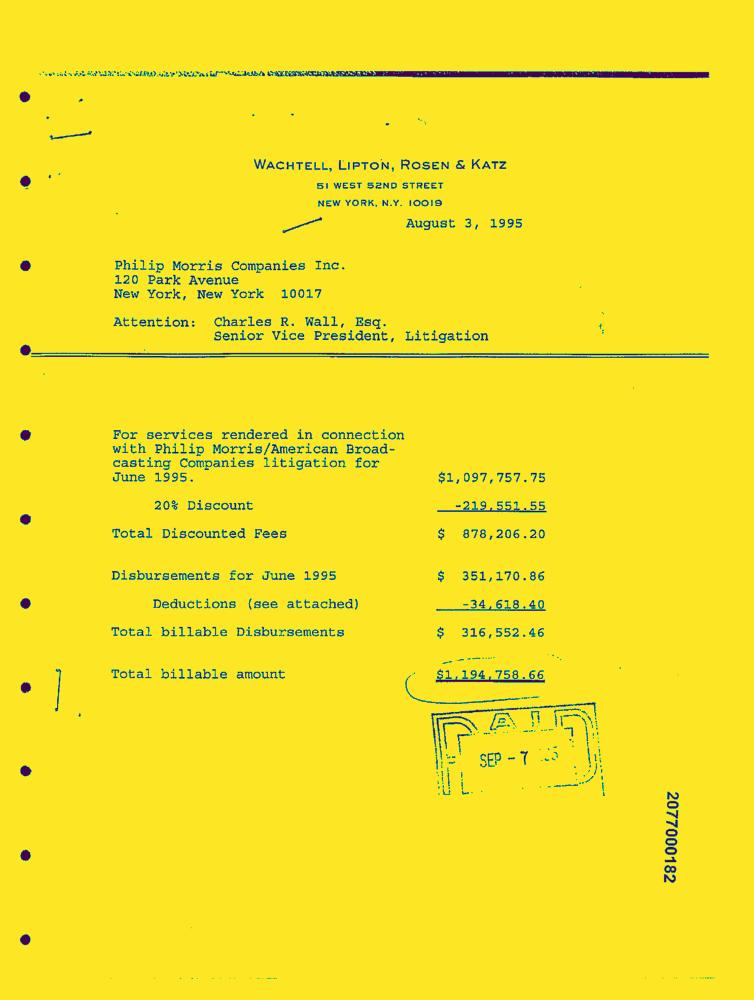 WACHTELL, LIPTON, ROSEN & KATZ
51 WEST 52ND STREET
NEW YORK, N.Y. 10019
August 3, 1995
Philip Morris Companies Inc.
120 Park Avenue
New York, New York 10017
Attention: Charles R. Wall, Esq.
Senior Vice President, Litigation
For services rendered in connection
with Philip Morris/American Broad-
casting Companies litigation for
June 1995. $1,097,757.75
20% Discount -219,551.55
Total Discounted Fees $ 878,206.20
Disbursements for June 1995 $ 351,170.86
Deductions (see attached) -34,618.40
Total billable Disbursements $ 316,552.46
Total billable amount $1,194,758.66
PAID
SEP - 7
2077000182